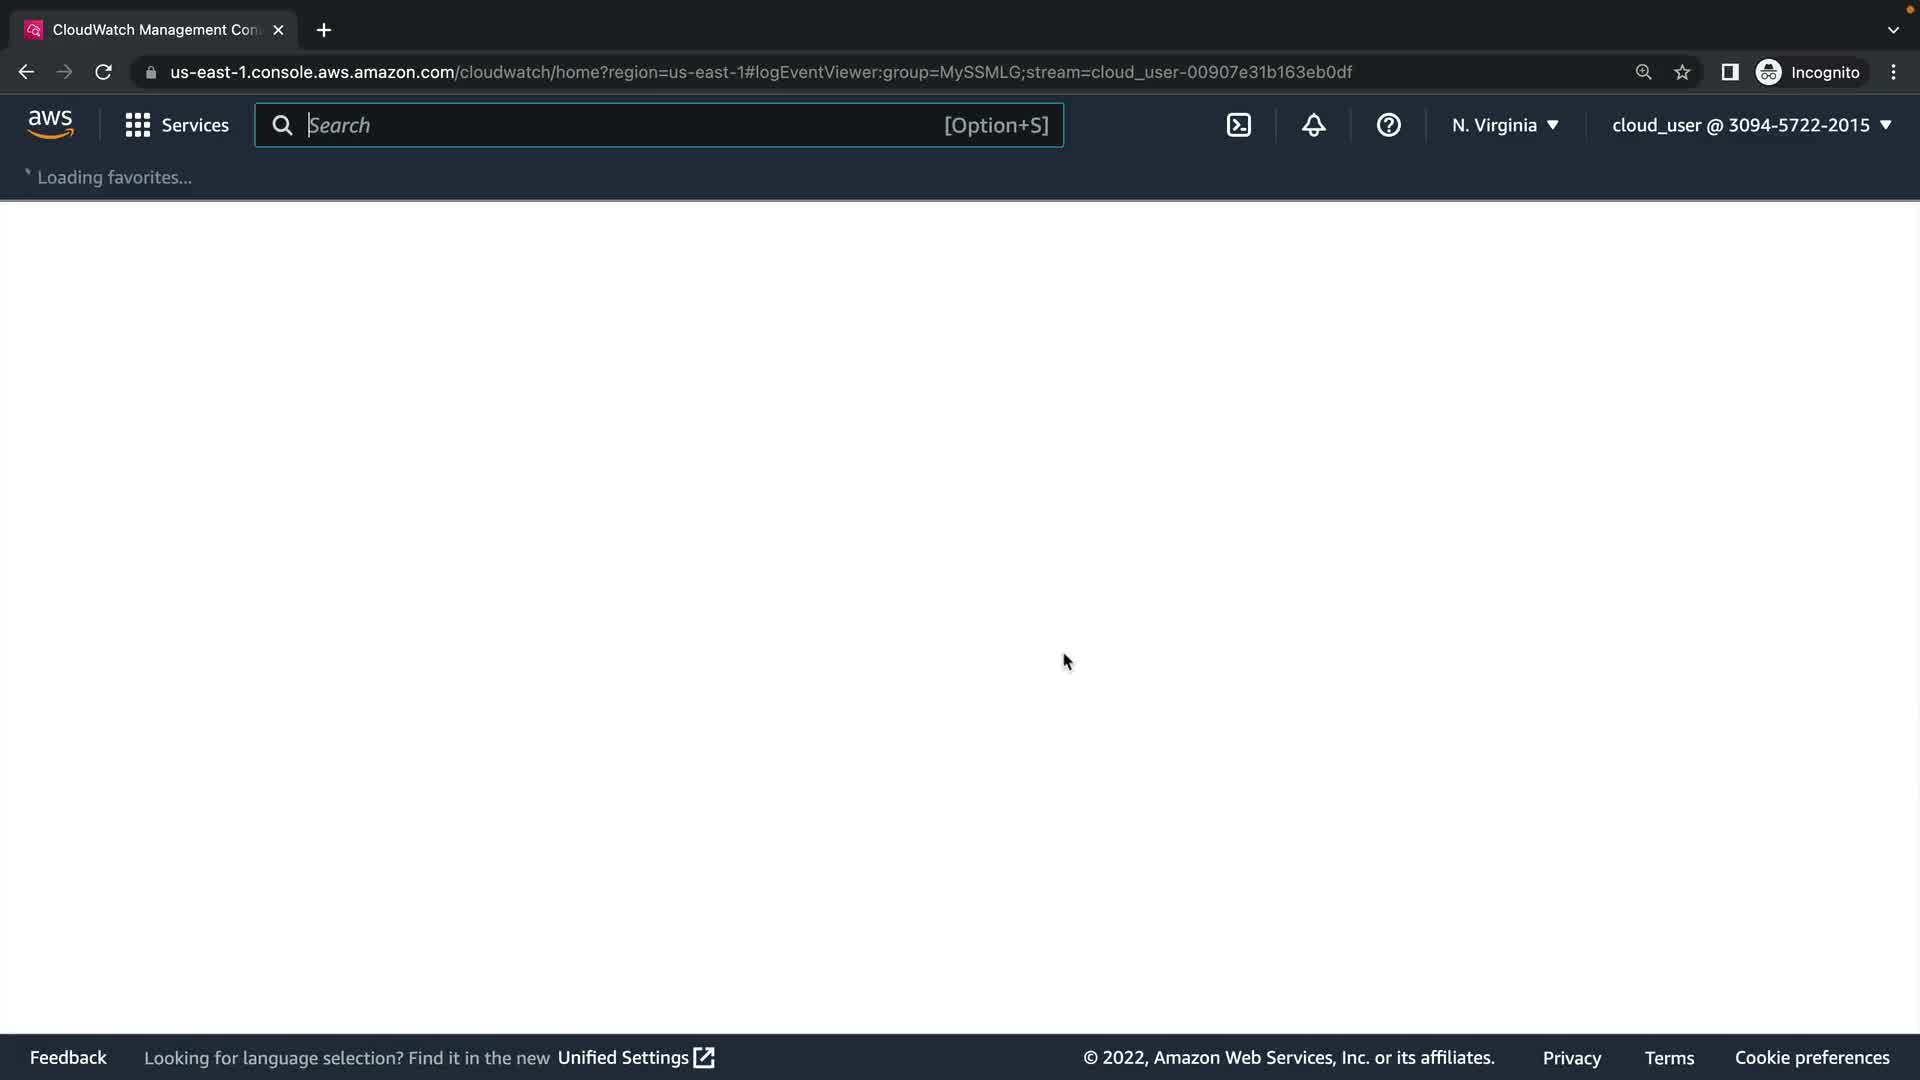 CloudWatch Management Con
us-east-1.console.aws.amazon.com/cloudwatch/home?region=us-east-1#logEventViewer:group=MySSMLG;stream=cloud_user-00907e31b163eb0df
Incognito
aws
Services
Search
[Option+S]
N. Virginia
cloud_user @ 3094-5722-2015
Loading favorites...
Feedback
Looking for language selection? Find it in the new Unified Settings
© 2022, Amazon Web Services, Inc. or its affiliates.
Privacy
Terms
Cookie preferences